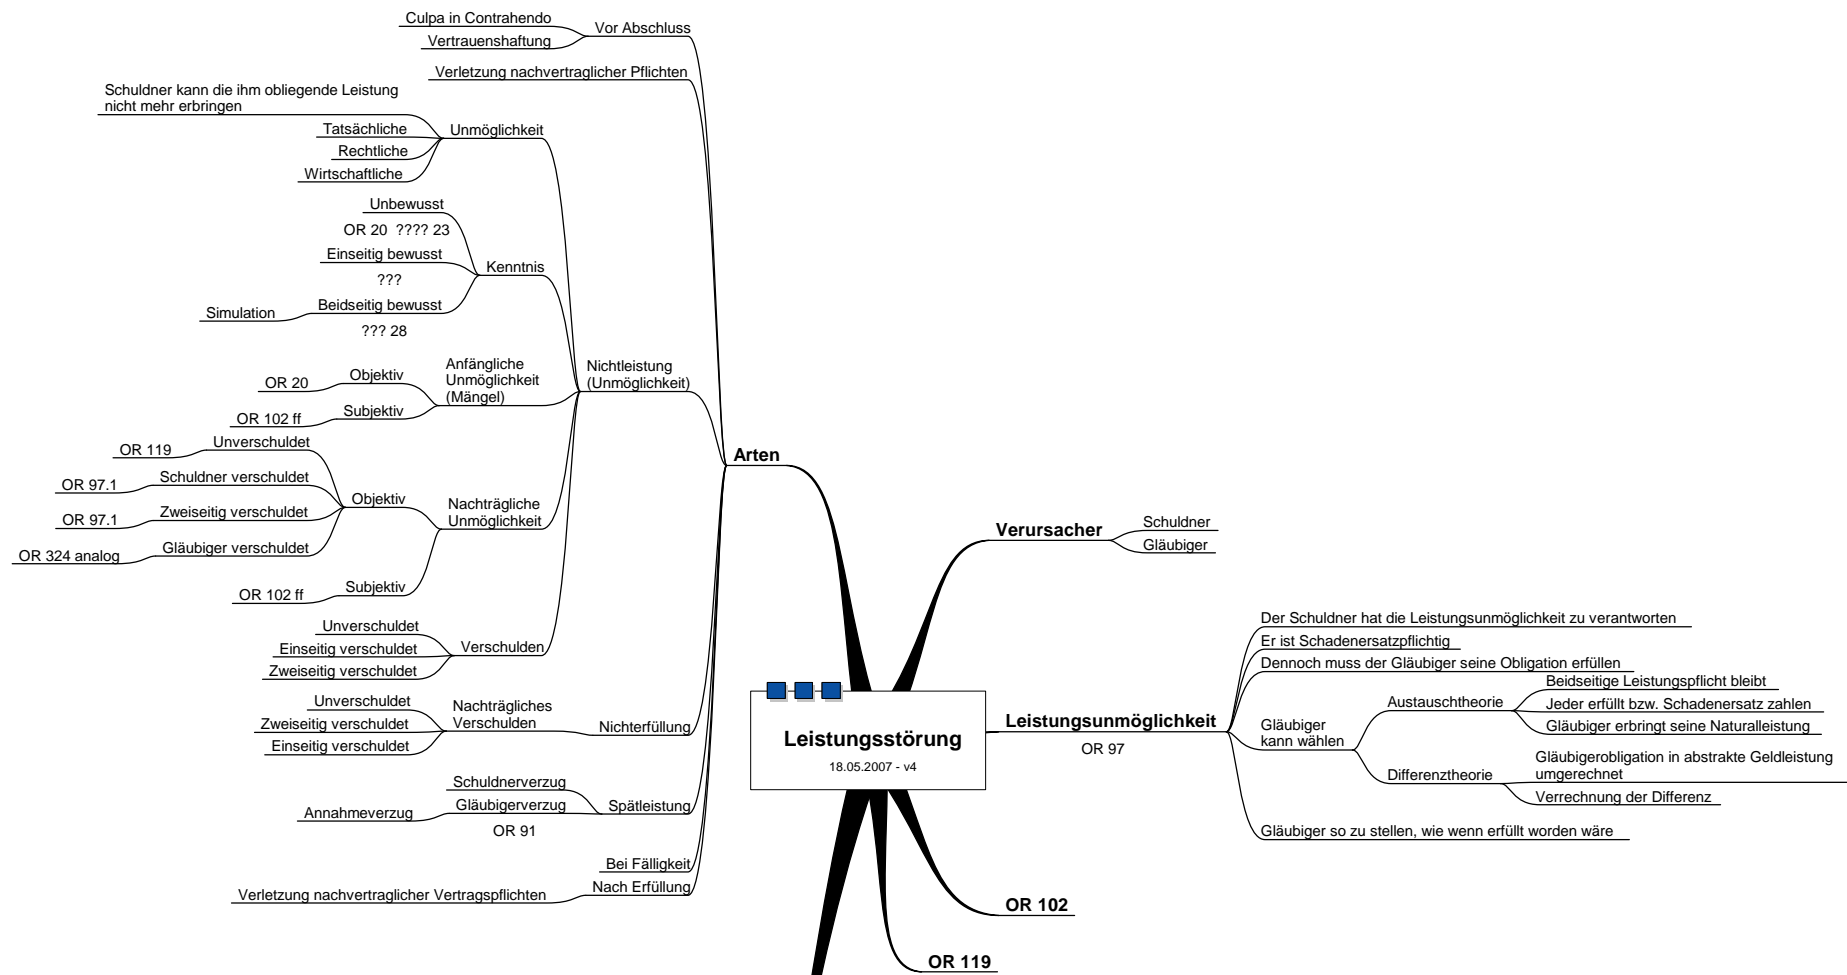 Culpa in Contrahendo
Vertrauenshaftung
Vor Abschluss
Verletzung nachvertraglicher Pflichten
Schuldner kann die ihm obliegende Leistung
nicht mehr erbringen
Tatsächliche
Rechtliche
Wirtschaftliche
Unmöglichkeit
Unbewusst
OR 20 ???? 23
Einseitig bewusst
???
Simulation
Beidseitig bewusst
??? 28
Kenntnis
OR 20
Objektiv
OR 102 ff
Subjektiv
Anfängliche
Unmöglichkeit
(Mängel)
Nichtleistung
(Unmöglichkeit)
OR 119
Unverschuldet
OR 97.1
Schuldner verschuldet
OR 97.1
Zweiseitig verschuldet
OR 324 analog
Gläubiger verschuldet
Objektiv
OR 102 ff
Subjektiv
Nachträgliche
Unmöglichkeit
Unverschuldet
Einseitig verschuldet
Zweiseitig verschuldet
Verschulden
Unverschuldet
Zweiseitig verschuldet
Einseitig verschuldet
Nachträgliches
Verschulden
Nichterfüllung
Schuldnerverzug
Annahmeverzug
Gläubigerverzug
OR 91
Spätleistung
Bei Fälligkeit
Verletzung nachvertraglicher Vertragspflichten
Nach Erfüllung
Arten
Leistungsstörung
18.05.2007 - v4
Verursacher
Schuldner
Gläubiger
Leistungsunmöglichkeit
OR 97
Der Schuldner hat die Leistungsunmöglichkeit zu verantworten
Er ist Schadenersatzpflichtig
Dennoch muss der Gläubiger seine Obligation erfüllen
Gläubiger
kann wählen
Austauschtheorie
Beidseitige Leistungspflicht bleibt
Jeder erfüllt bzw. Schadenersatz zahlen
Gläubiger erbringt seine Naturalleistung
Differenztheorie
Gläubigerobligation in abstrakte Geldleistung
umgerechnet
Verrechnung der Differenz
Gläubiger so zu stellen, wie wenn erfüllt worden wäre
OR 102
OR 119